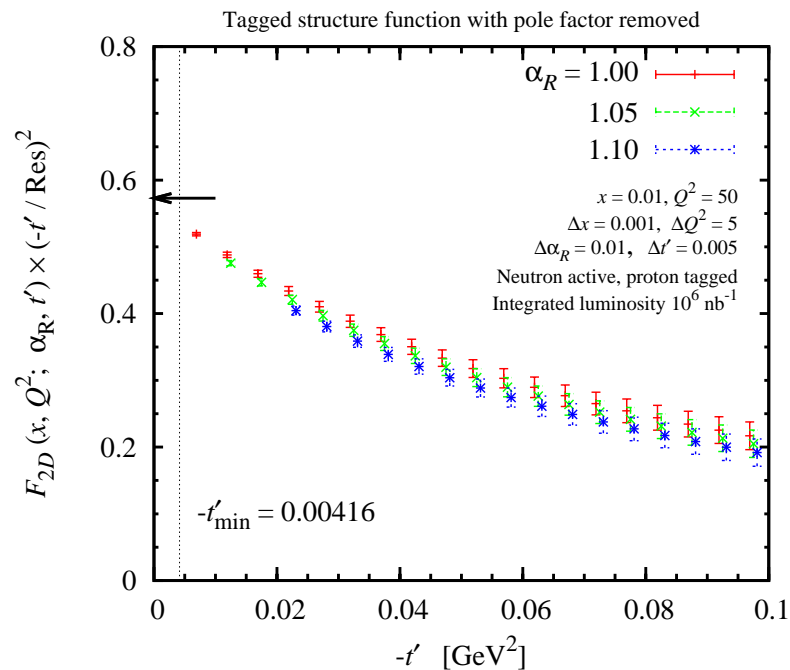 Tagged structure function with pole factor removed
F₂D (x, Q²; αR, t′) × (-t′ / Res)²
0.8
0.6
0.4
0.2
0
αR = 1.00
1.05
1.10
x = 0.01, Q² = 50
Δx = 0.001, ΔQ² = 5
ΔαR = 0.01, Δt′ = 0.005
Neutron active, proton tagged
Integrated luminosity 10⁶ nb⁻¹
-t′min = 0.00416
0 0.02 0.04 0.06 0.08 0.1
-t′ [GeV²]